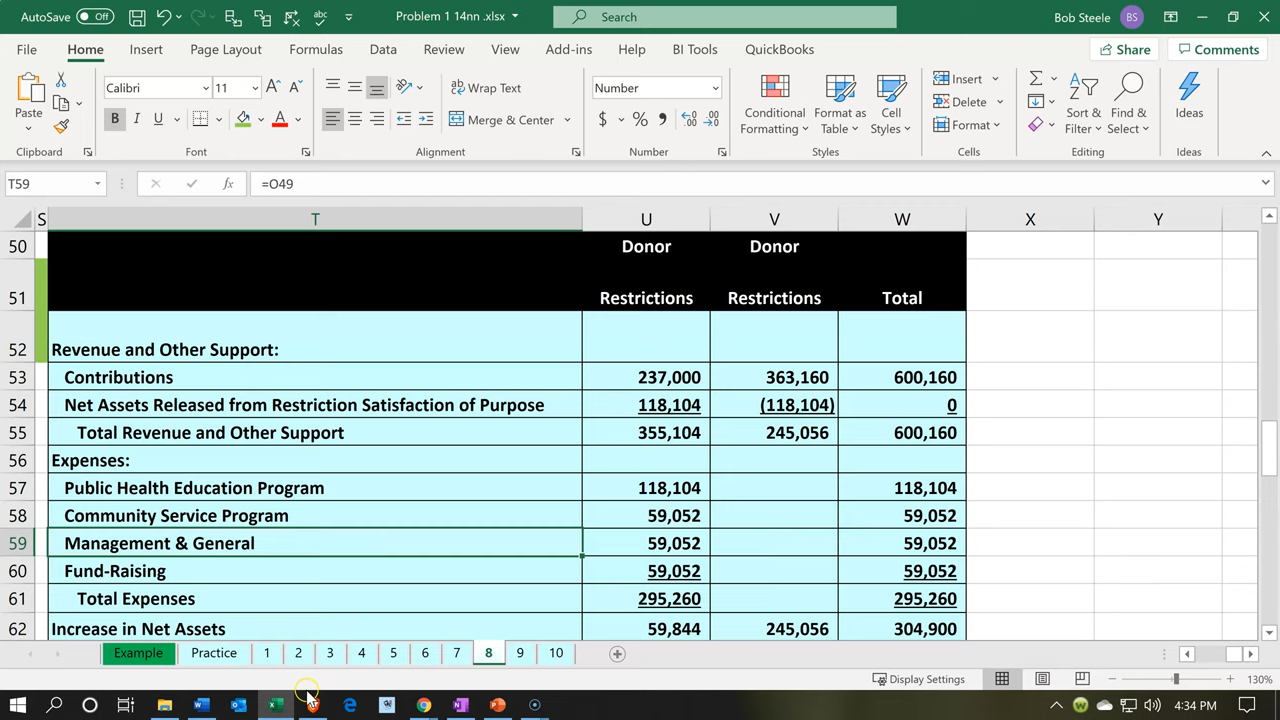 AutoSave Off Problem 1 14nn .xlsx Search Bob Steele BS
File Home Insert Page Layout Formulas Data Review View Add-ins Help BI Tools QuickBooks Share Comments
Paste Calibri 11 Wrap Text Number Conditional Formatting Format as Table Cell Styles Insert Sort & Filter Find & Select Ideas
B I U A Merge & Center $ % Delete Format
Clipboard Font Alignment Number Styles Cells Editing Ideas
T59 fx =O49
S T U V W X Y
50 Donor Donor
51 Restrictions Restrictions Total
52 Revenue and Other Support:
53 Contributions 237,000 363,160 600,160
54 Net Assets Released from Restriction Satisfaction of Purpose 118,104 (118,104) 0
55 Total Revenue and Other Support 355,104 245,056 600,160
56 Expenses:
57 Public Health Education Program 118,104 118,104
58 Community Service Program 59,052 59,052
59 Management & General 59,052 59,052
60 Fund-Raising 59,052 59,052
61 Total Expenses 295,260 295,260
62 Increase in Net Assets 59,844 245,056 304,900
Example Practice 1 2 3 4 5 6 7 8 9 10
Display Settings 130%
4:34 PM